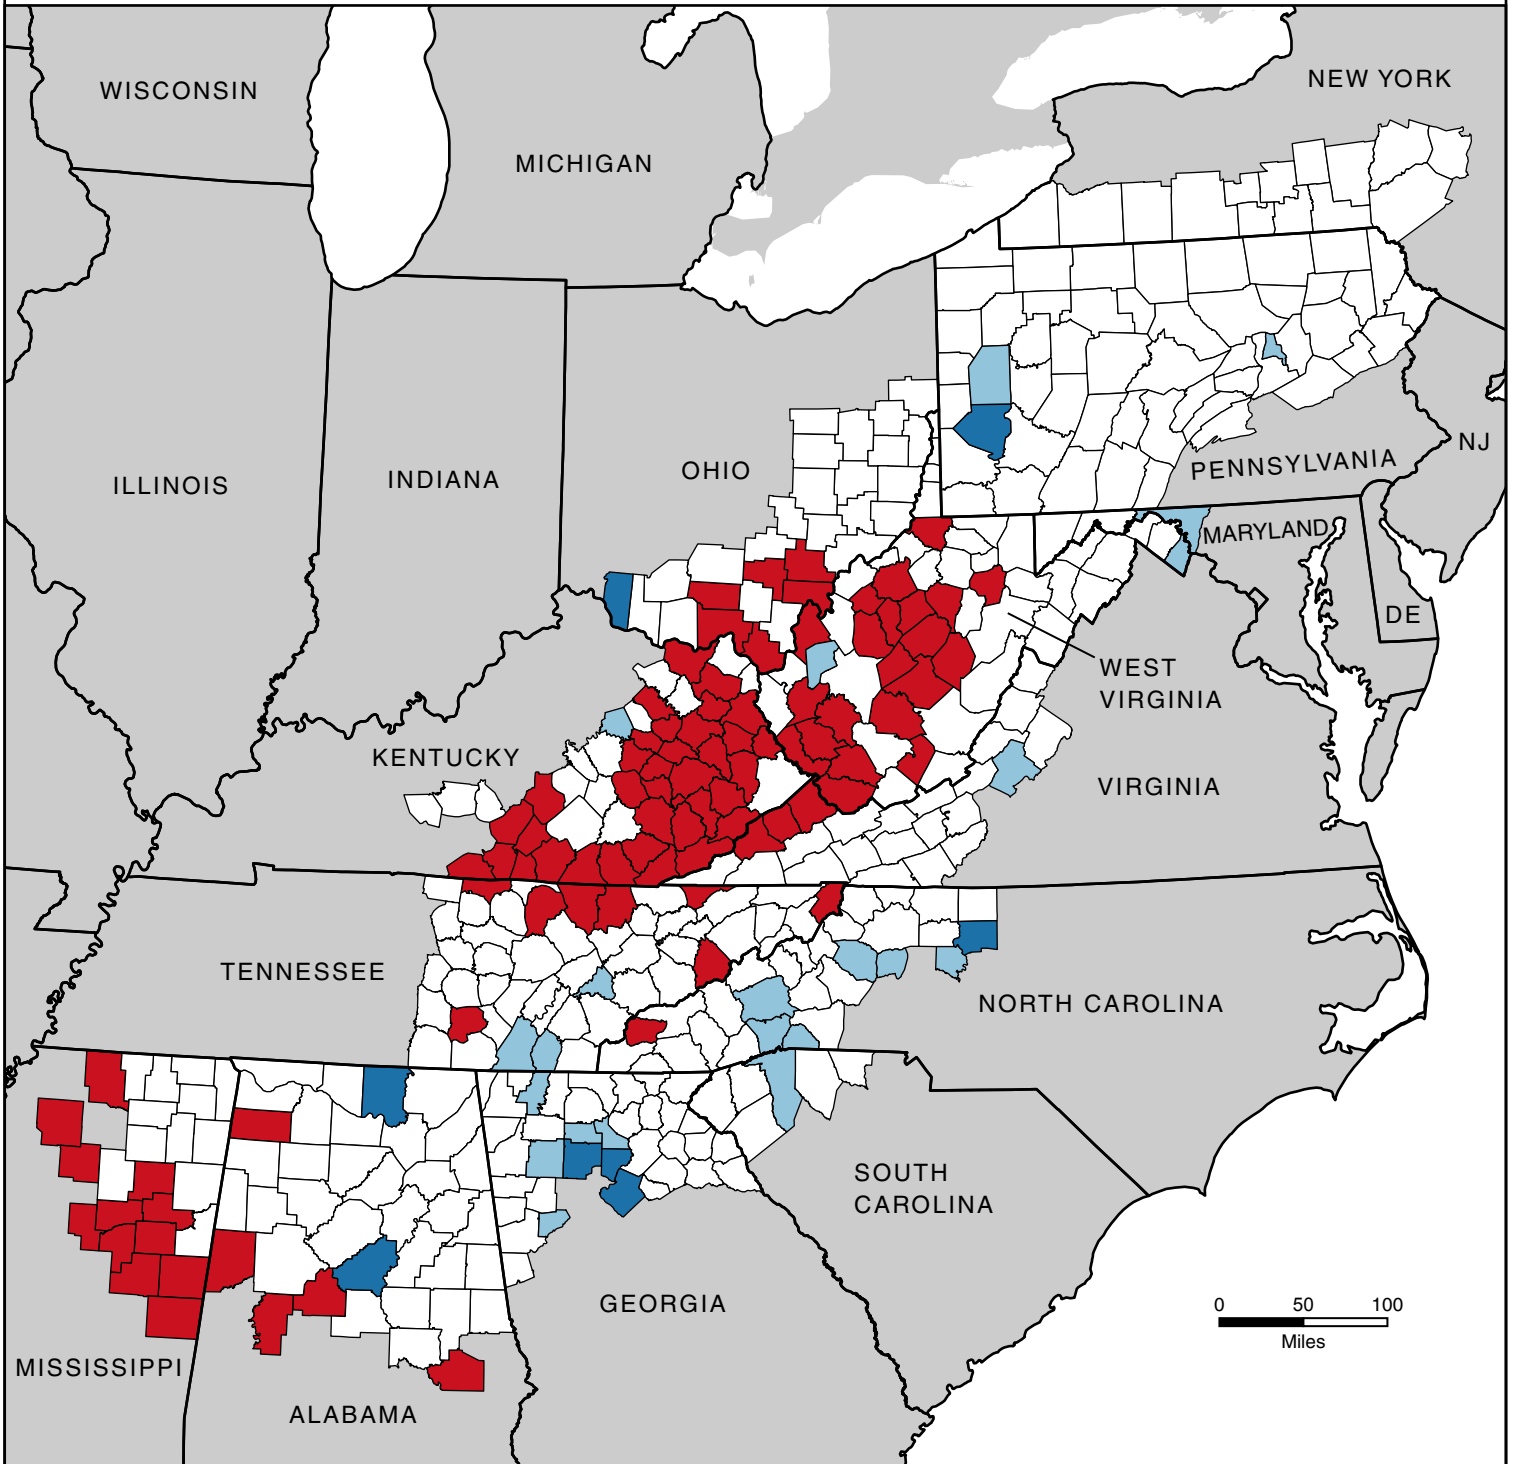 WISCONSIN
NEW YORK
MICHIGAN
ILLINOIS
INDIANA
OHIO
PENNSYLVANIA
NJ
MARYLAND
DE
WEST
VIRGINIA
KENTUCKY
VIRGINIA
TENNESSEE
NORTH CAROLINA
SOUTH
CAROLINA
GEORGIA
MISSISSIPPI
ALABAMA
0 50 100
Miles